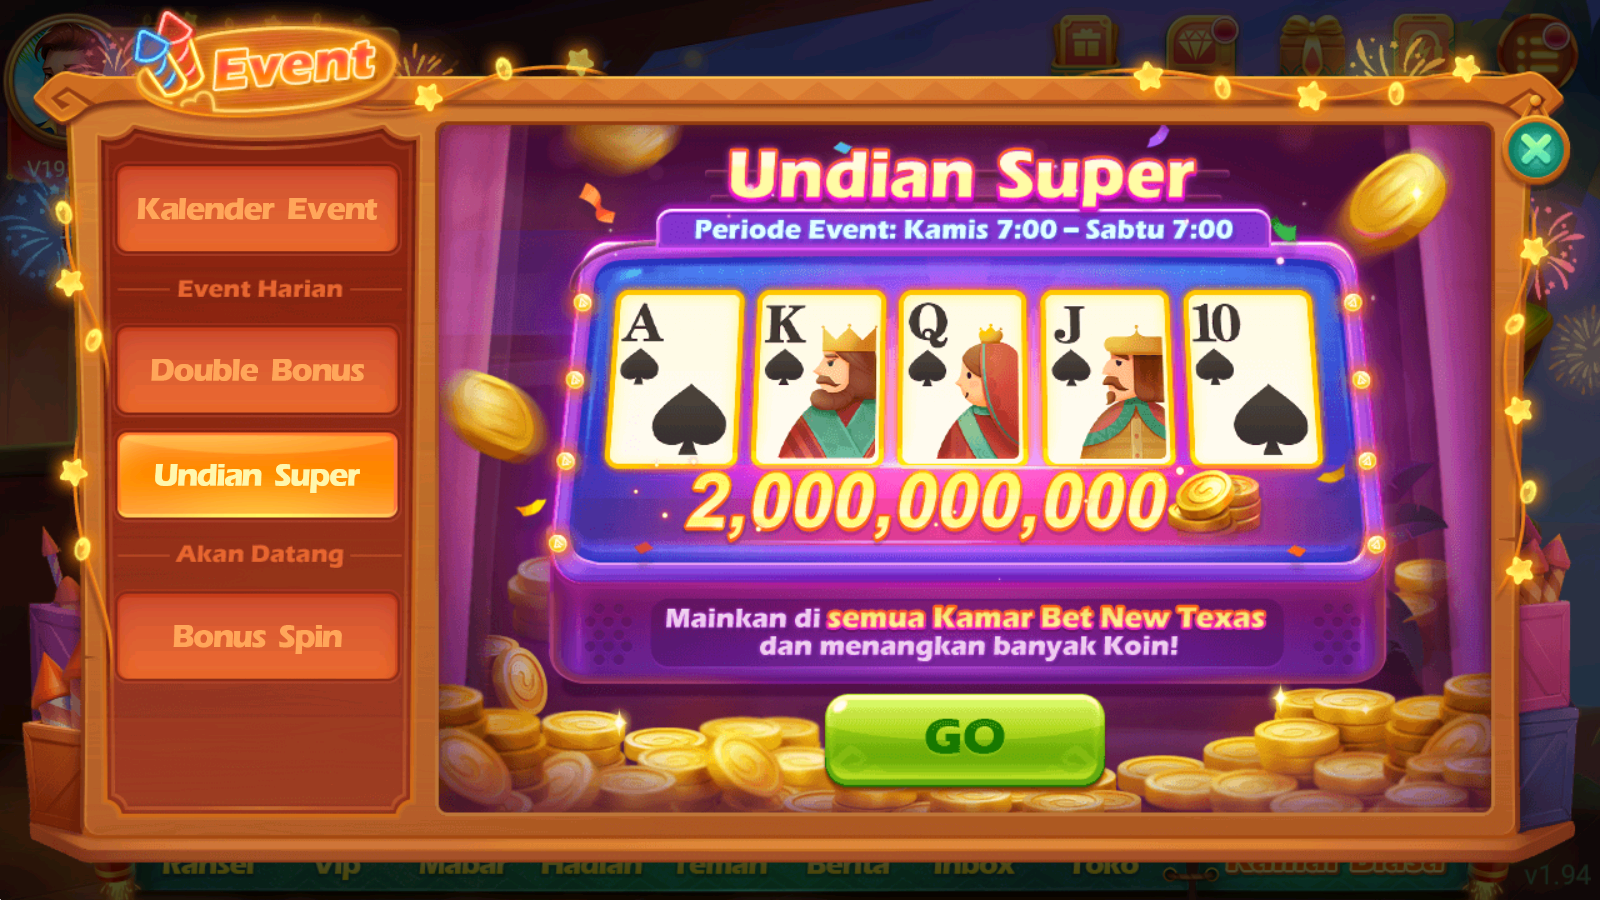 Event
V19
Kalender Event
Event Harian
Double Bonus
Undian Super
Akan Datang
Bonus Spin
Undian Super
Periode Event: Kamis 7:00 – Sabtu 7:00
A K Q J 10
2,000,000,000
Mainkan di semua Kamar Bet New Texas
dan menangkan banyak Koin!
GO
Ransel Vip Mabar Hadiah Teman Berita Inbox Toko Kamar Biasa
v1.94